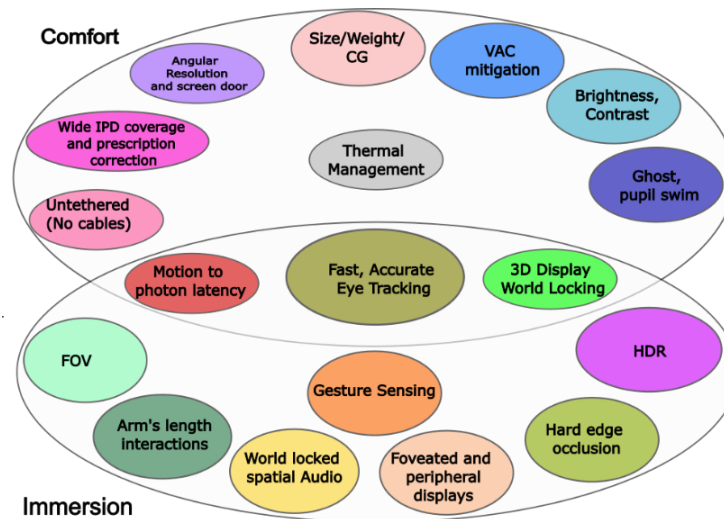 Comfort
Size/Weight/
CG
VAC
mitigation
Angular
Resolution
and screen door
Brightness,
Contrast
Wide IPD coverage
and prescription
correction
Thermal
Management
Ghost,
pupil swim
Untethered
(No cables)
Motion to
photon latency
Fast, Accurate
Eye Tracking
3D Display
World Locking
FOV
HDR
Gesture Sensing
Arm's length
interactions
Hard edge
occlusion
World locked
spatial Audio
Foveated and
peripheral
displays
Immersion